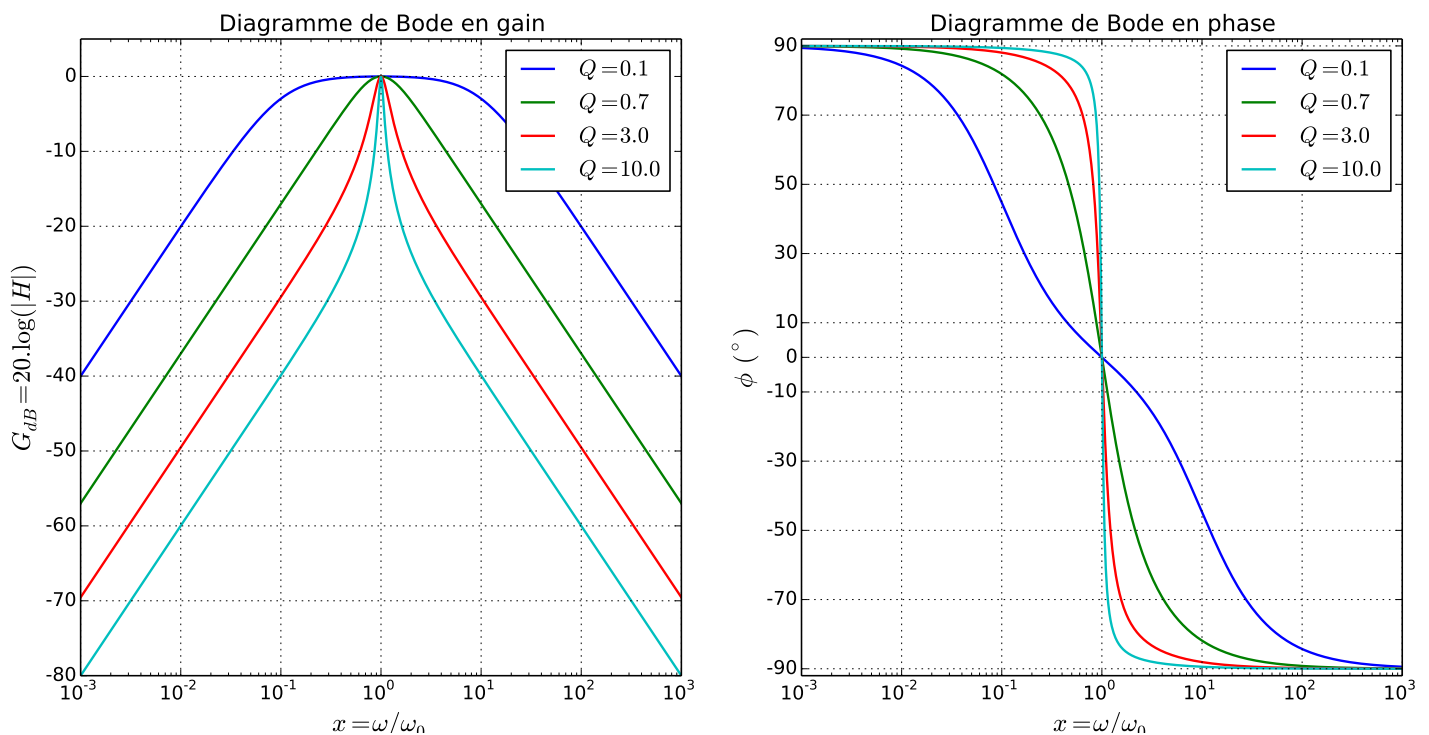 Diagramme de Bode en gain
0
-10
-20
-30
-40
-50
-60
-70
-80
G_dB = 20.log(|H|)
10^-3 10^-2 10^-1 10^0 10^1 10^2 10^3
x = ω/ω_0
Q = 0.1
Q = 0.7
Q = 3.0
Q = 10.0
Diagramme de Bode en phase
90
70
50
30
10
0
-10
-30
-50
-70
-90
ϕ (°)
10^-3 10^-2 10^-1 10^0 10^1 10^2 10^3
x = ω/ω_0
Q = 0.1
Q = 0.7
Q = 3.0
Q = 10.0